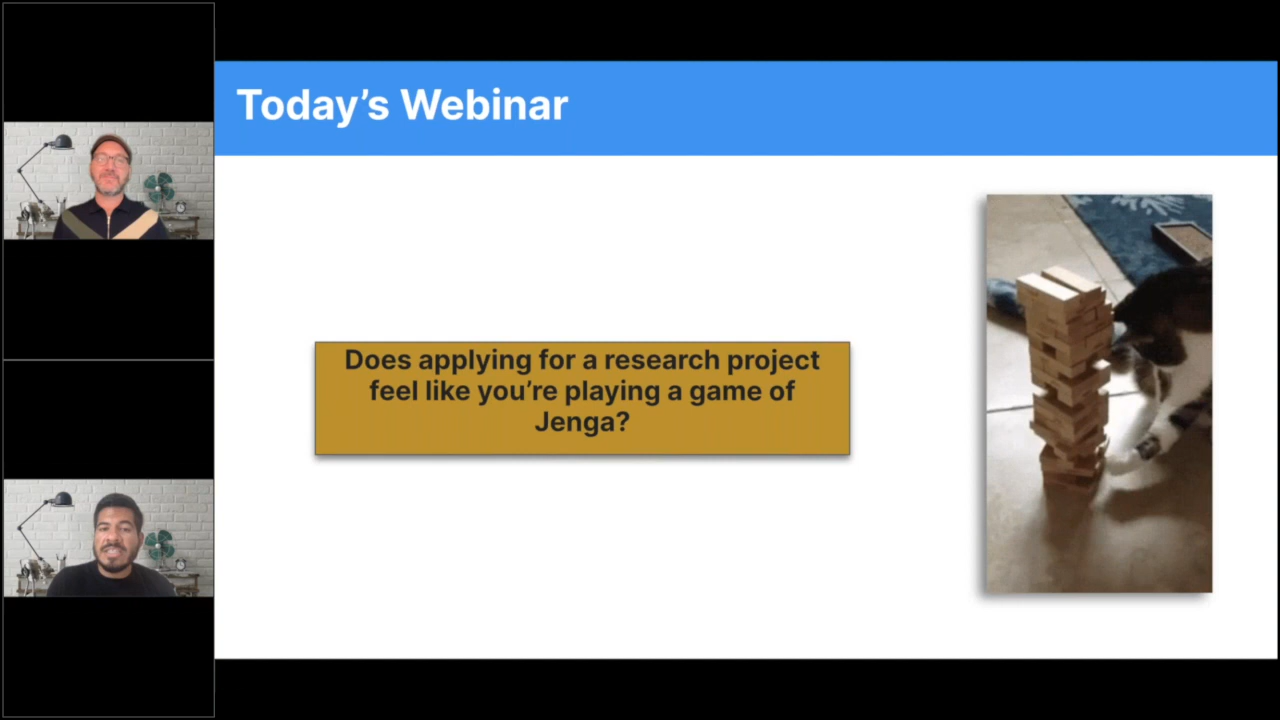 Today’s Webinar
Does applying for a research project
feel like you’re playing a game of
Jenga?